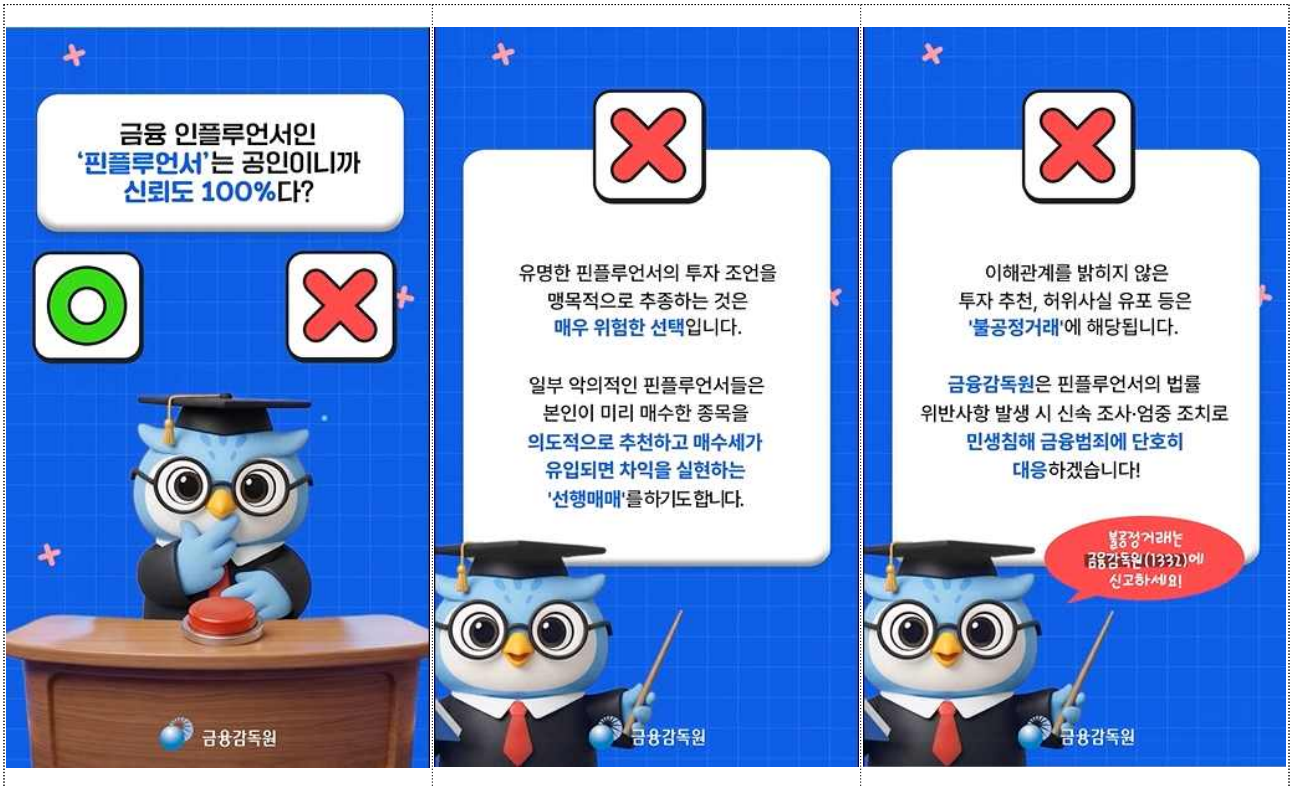 금융 인플루언서인
‘핀플루언서’는 공인이니까
신뢰도 100%다?
금융감독원
유명한 핀플루언서의 투자 조언을
맹목적으로 추종하는 것은
매우 위험한 선택입니다.
일부 악의적인 핀플루언서들은
본인이 미리 매수한 종목을
의도적으로 추천하고 매수세가
유입되면 차익을 실현하는
'선행매매'를하기도합니다.
금융감독원
이해관계를 밝히지 않은
투자 추천, 허위사실 유포 등은
'불공정거래'에 해당됩니다.
금융감독원은 핀플루언서의 법률
위반사항 발생 시 신속 조사·엄중 조치로
민생침해 금융범죄에 단호히
대응하겠습니다!
불공정거래는
금융감독원(1332)에
신고하세요!
금융감독원